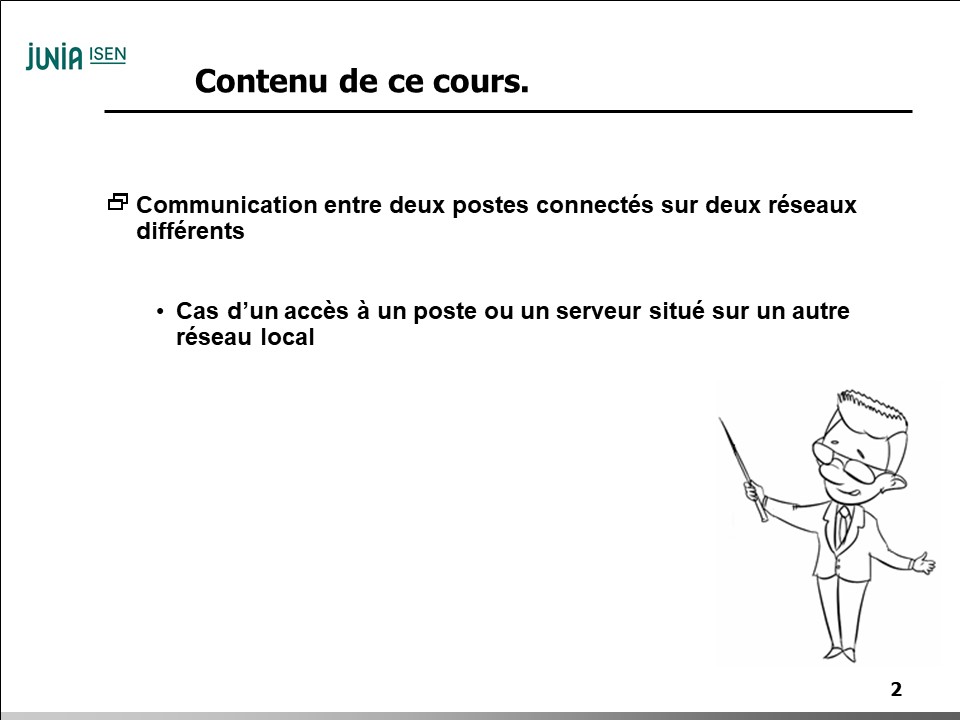 JUNIA ISEN
Contenu de ce cours.
Communication entre deux postes connectés sur deux réseaux
différents
• Cas d’un accès à un poste ou un serveur situé sur un autre
réseau local
2